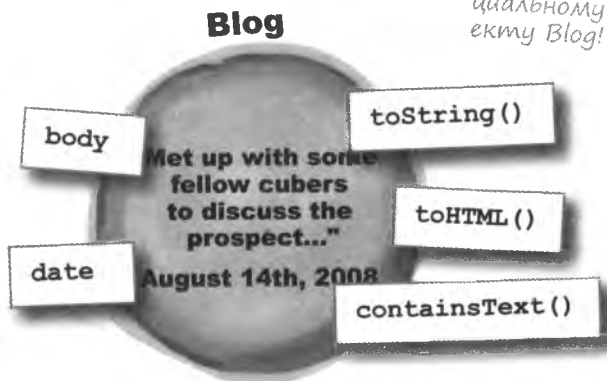 Blog
циальному
екту Blog!
body
toString()
Met up with some
fellow cubers
to discuss the
prospect..."
toHTML()
date
August 14th, 2008
containsText()